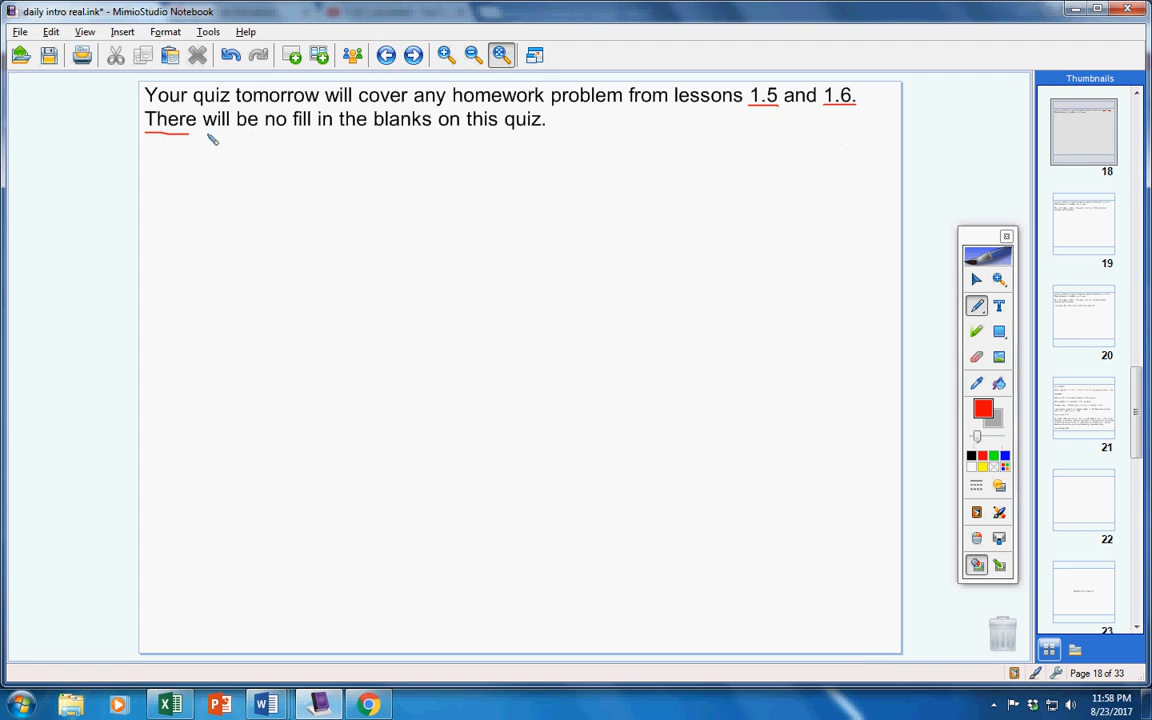 daily intro real.ink* - MimioStudio Notebook
File Edit View Insert Format Tools Help
Your quiz tomorrow will cover any homework problem from lessons 1.5 and 1.6.
There will be no fill in the blanks on this quiz.
Thumbnails
18
19
20
21
22
23
Page 18 of 33
11:58 PM
8/23/2017